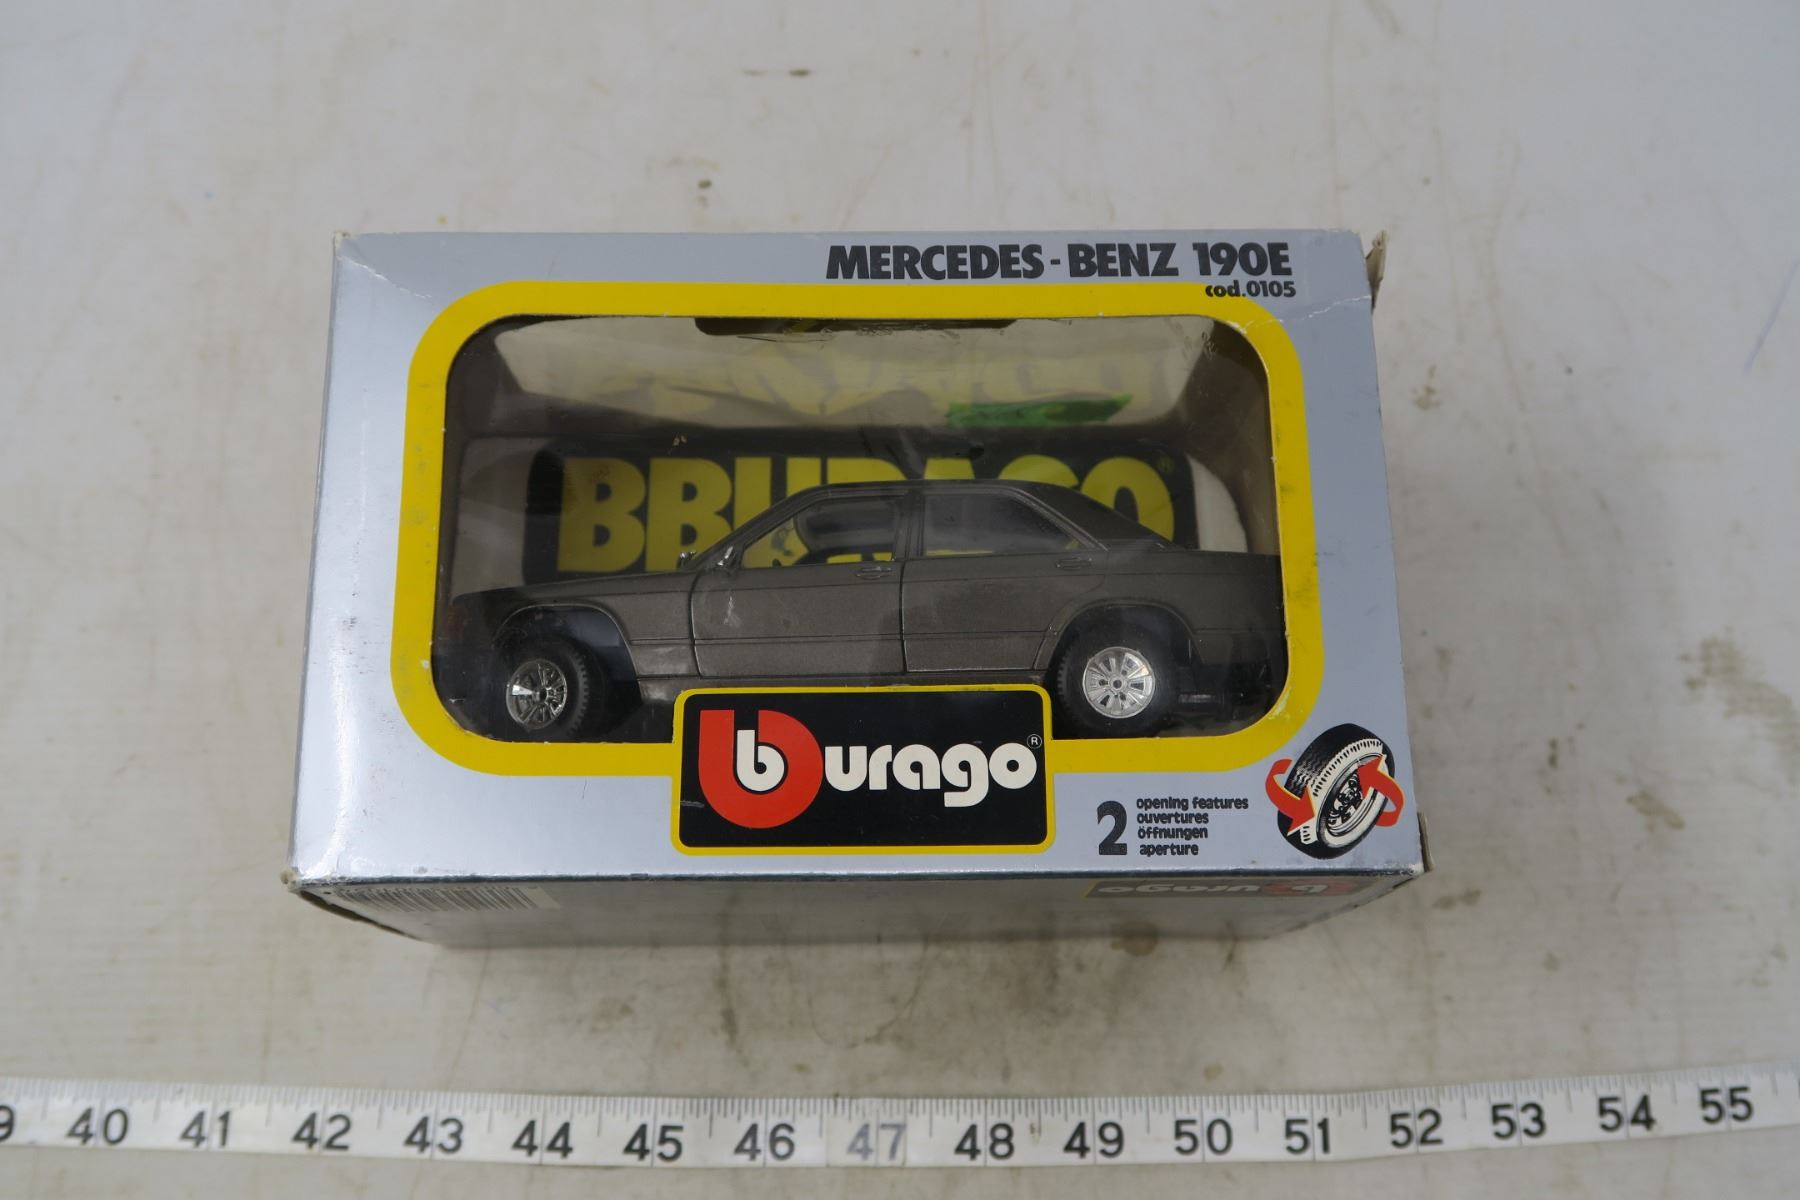 MERCEDES-BENZ 190E
cod.0105
BBURAGO®
burago®
2 opening features
ouvertures
öffnungen
aperture
burago
40 41 42 43 44 45 46 47 48 49 50 51 52 53 54 55